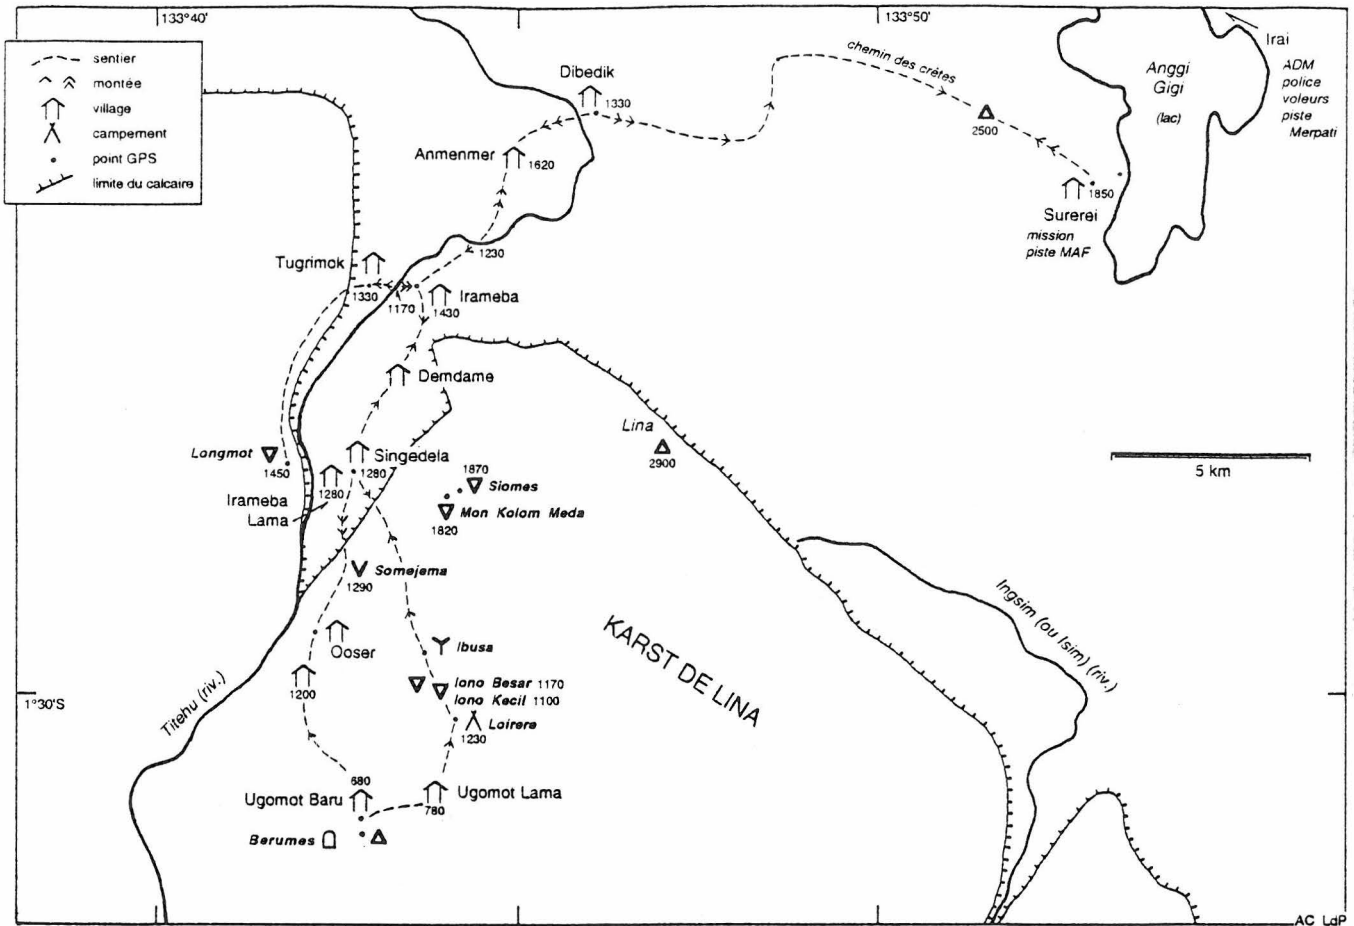 133°40'
133°50'
sentier
montée
village
campement
point GPS
limite du calcaire
Irai
ADM
police
voleurs
piste
Merpati
Anggi
Gigi
(lac)
chemin des crêtes
2500
Dibedik
1330
Anmenmer
1620
1850
Surerei
mission
piste MAF
1230
Tugrimok
1330
1170
Irameba
1430
Demdame
Lina
2900
5 km
Longmot
1450
Singedela
1280
1280
Irameba
Lama
1870
Siomes
Mon Kolom Meda
1820
Somejema
1290
Ooser
1200
Ibusa
Iono Besar 1170
Iono Kecil 1100
Loirere
1230
KARST DE LINA
Ingsim (ou Isim) (riv.)
Titehu (riv.)
1°30'S
680
Ugomot Baru
Ugomot Lama
780
Berumes
AC LdP